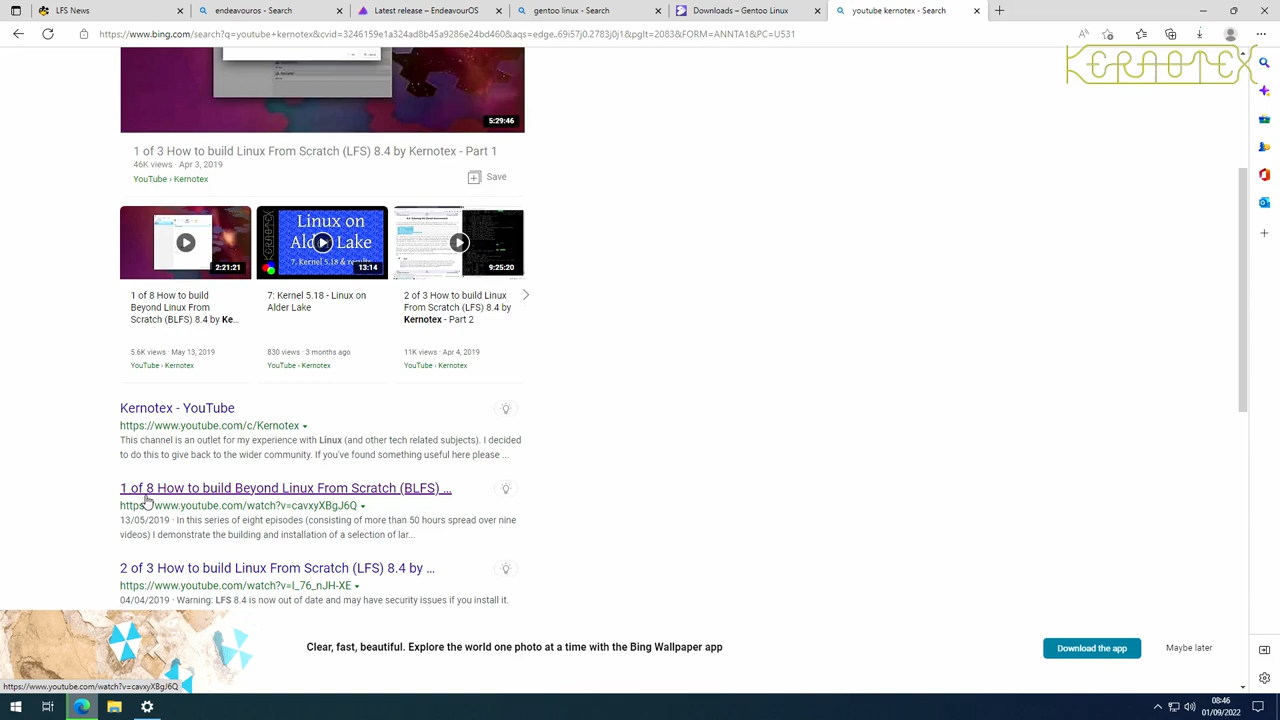 LFS News
endeavour os - Search
Latest release - EndeavourOS
gentoo linux - Search
Downloads – Gentoo Linux
youtube kernotex - Search
https://www.bing.com/search?q=youtube+kernotex&cvid=3246159e1a324ad8b45a9286e24bd460&aqs=edge..69i57j0.2783j0j1&pglt=2083&FORM=ANNTA1&PC=U531
KERNOTEX
5:29:46
1 of 3 How to build Linux From Scratch (LFS) 8.4 by Kernotex - Part 1
46K views · Apr 3, 2019
YouTube › Kernotex
Save
2:21:21
Linux on
Alder Lake
7. Kernel 5.18 & results
13:14
9:25:20
1 of 8 How to build
Beyond Linux From
Scratch (BLFS) 8.4 by Ke...
5.6K views · May 13, 2019
YouTube › Kernotex
7: Kernel 5.18 - Linux on
Alder Lake
830 views · 3 months ago
YouTube › Kernotex
2 of 3 How to build Linux
From Scratch (LFS) 8.4 by
Kernotex - Part 2
11K views · Apr 4, 2019
YouTube › Kernotex
Kernotex - YouTube
https://www.youtube.com/c/Kernotex
This channel is an outlet for my experience with Linux (and other tech related subjects). I decided
to do this to give back to the wider community. If you've found something useful here please ...
1 of 8 How to build Beyond Linux From Scratch (BLFS) ...
https://www.youtube.com/watch?v=cavxyXBgJ6Q
13/05/2019 · In this series of eight episodes (consisting of more than 50 hours spread over nine
videos) I demonstrate the building and installation of a selection of lar...
2 of 3 How to build Linux From Scratch (LFS) 8.4 by ...
https://www.youtube.com/watch?v=I_76_nJH-XE
04/04/2019 · Warning: LFS 8.4 is now out of date and may have security issues if you install it.
Clear, fast, beautiful. Explore the world one photo at a time with the Bing Wallpaper app
Download the app
Maybe later
https://www.youtube.com/watch?v=cavxyXBgJ6Q
08:46
01/09/2022